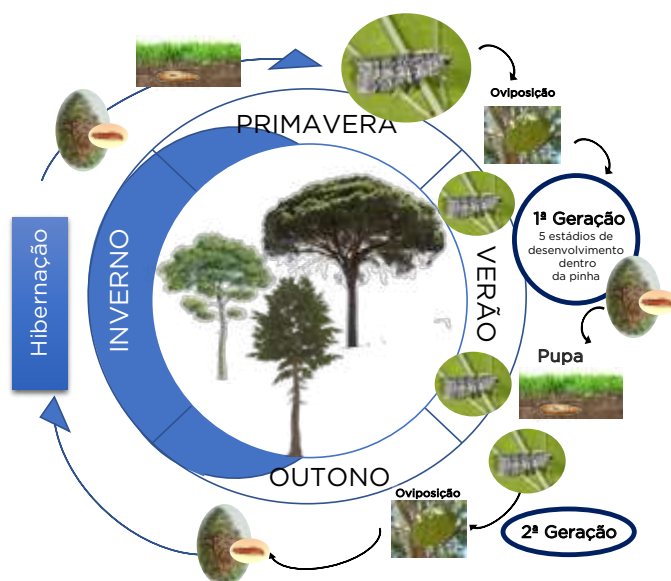 Oviposição
PRIMAVERA
1ª Geração
5 estádios de
desenvolvimento
dentro
da pinha
VERÃO
INVERNO
Hibernação
Pupa
OUTONO
Oviposição
2ª Geração